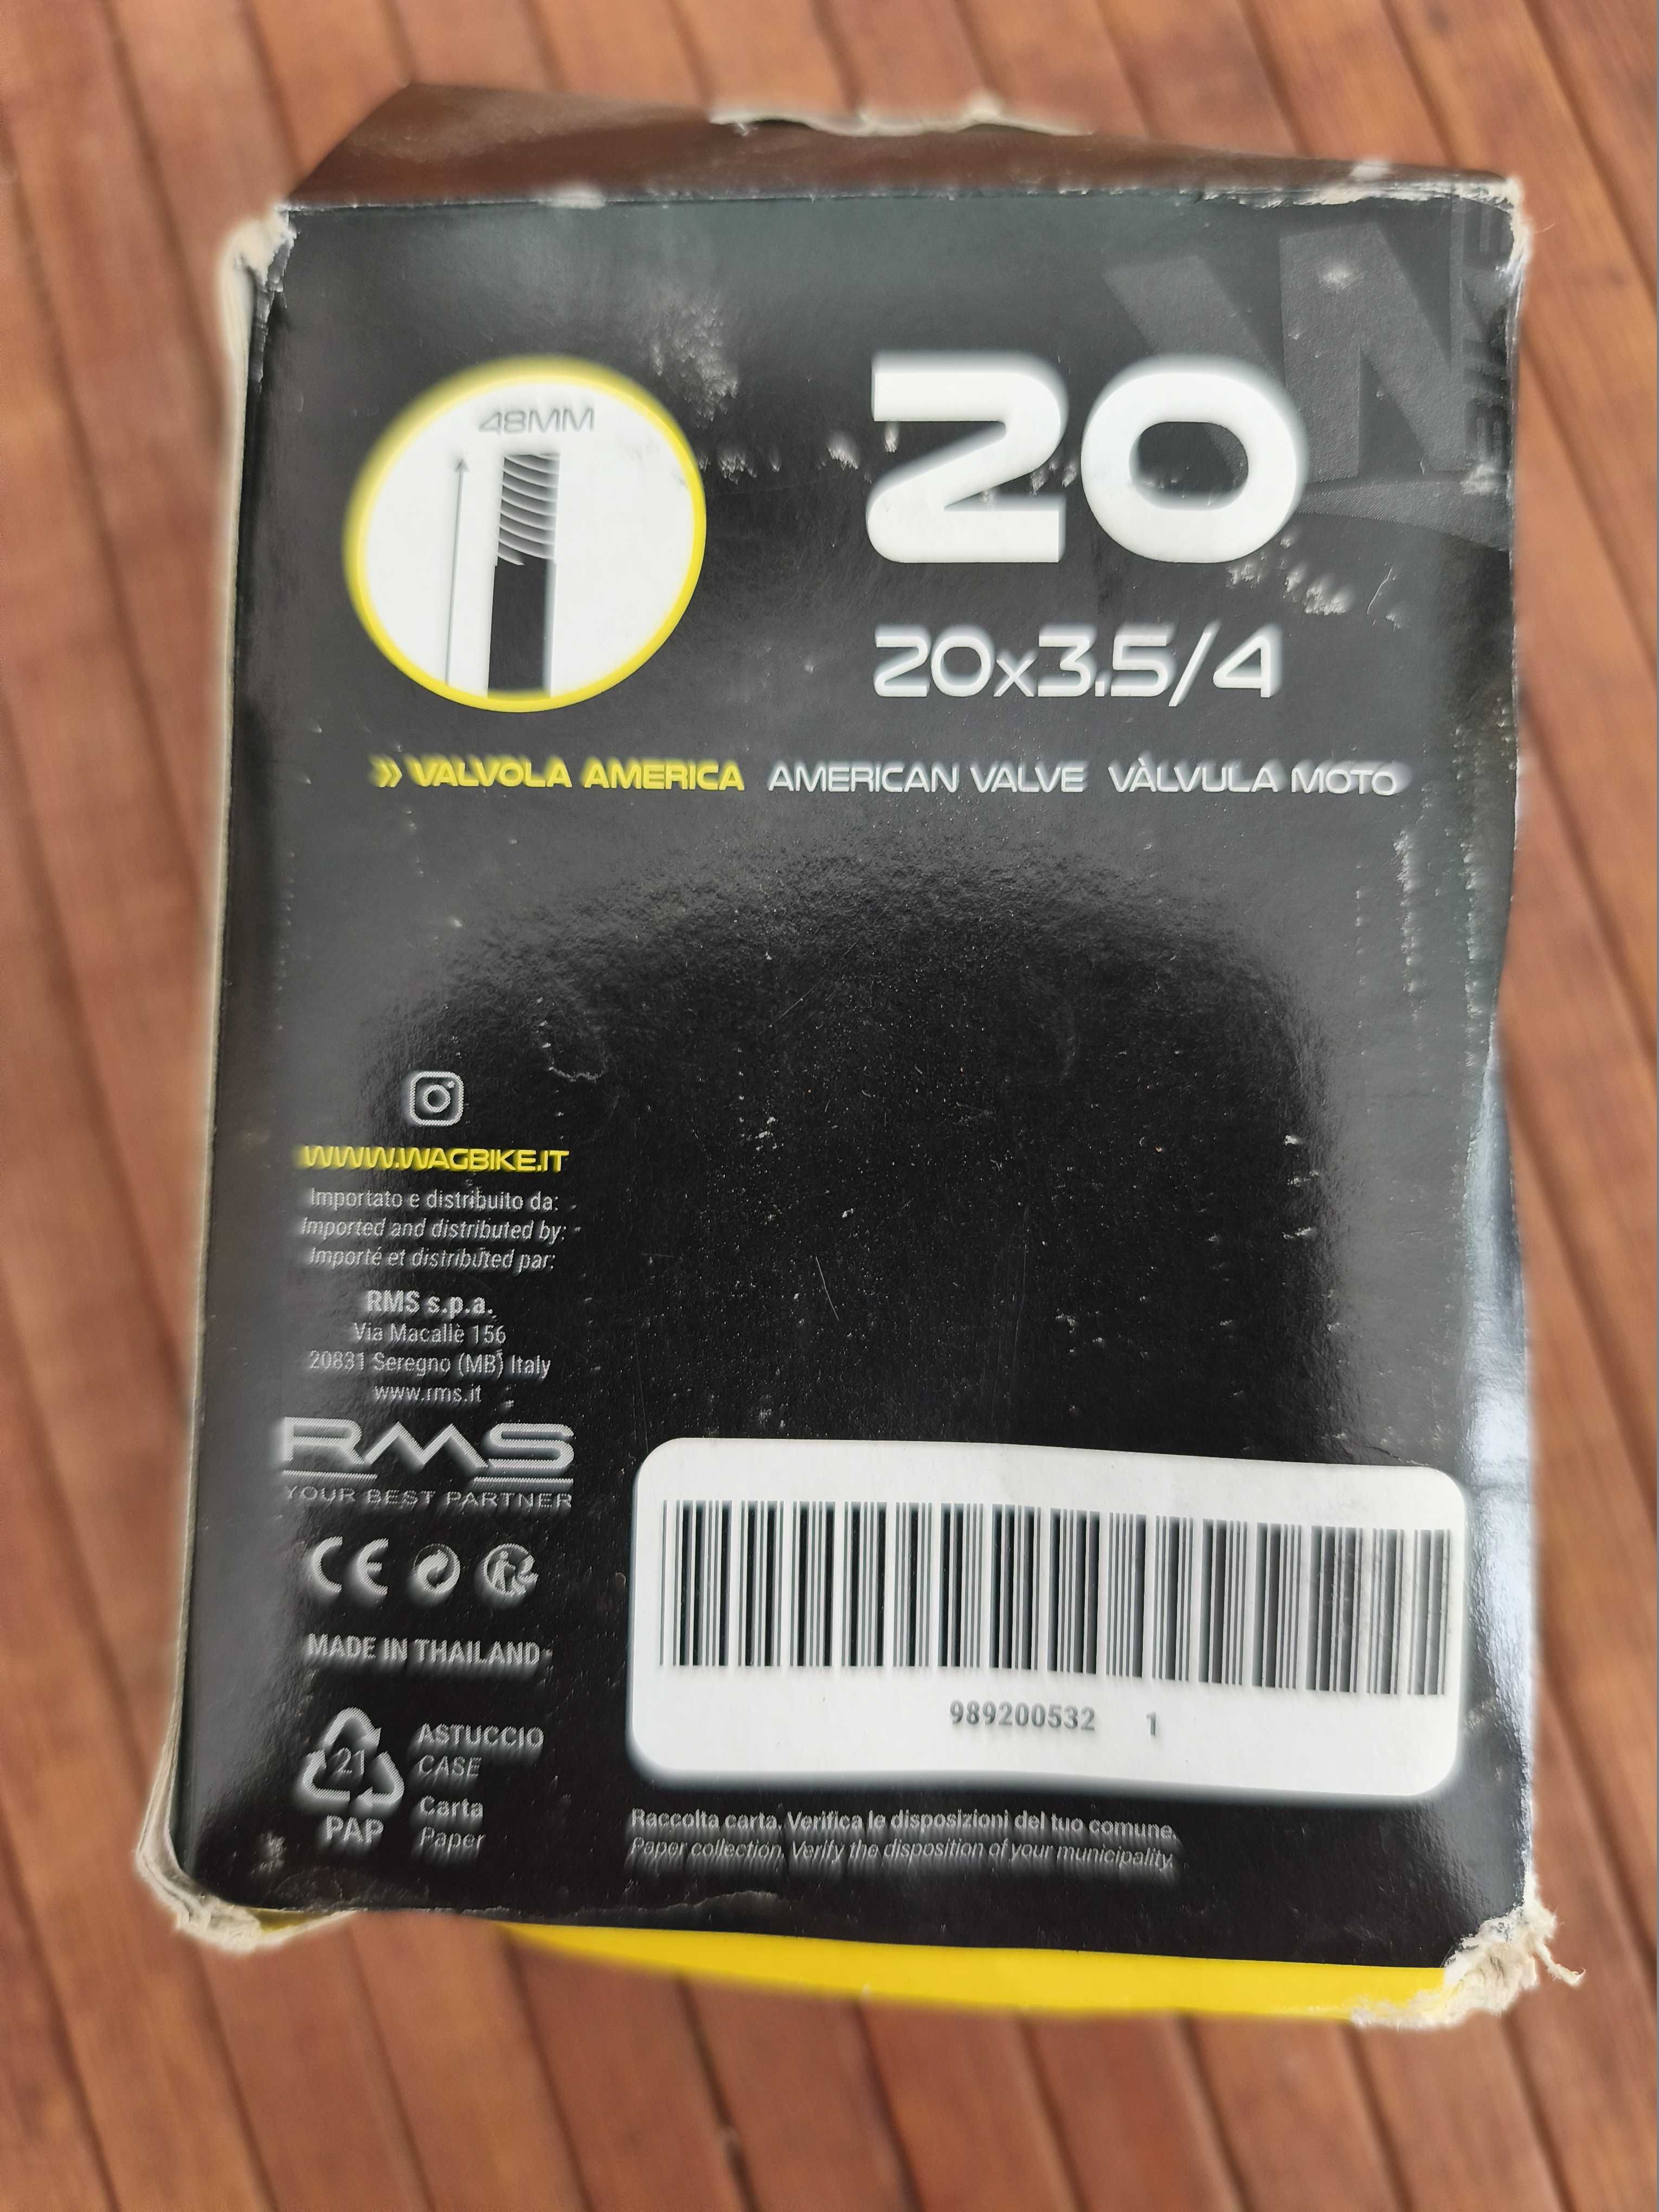 48MM
20
20x3.5/4
» VALVOLA AMERICA AMERICAN VALVE VÀLVULA MOTO
WWW.WAGBIKE.IT
Importato e distribuito da:
Imported and distributed by:
Importé et distributed par:
RMS s.p.a.
Via Macallè 156
20831 Seregno (MB) Italy
www.rms.it
RMS
YOUR BEST PARTNER
CE
MADE IN THAILAND
21
PAP
ASTUCCIO
CASE
Carta
Paper
989200532 1
Raccolta carta. Verifica le disposizioni del tuo comune.
Paper collection. Verify the disposition of your municipality.